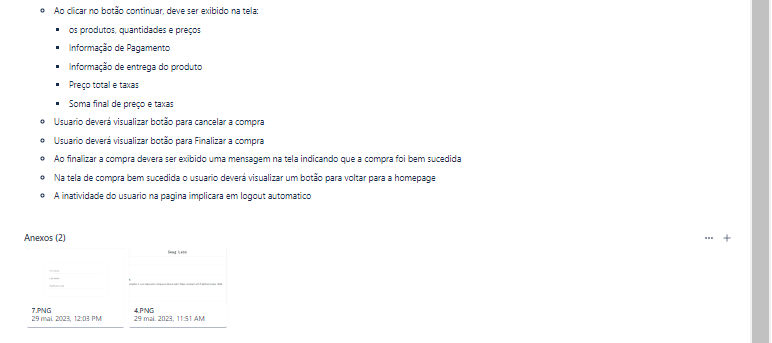 Ao clicar no botão continuar, deve ser exibido na tela:
os produtos, quantidades e preços
Informação de Pagamento
Informação de entrega do produto
Preço total e taxas
Soma final de preço e taxas
Usuario deverá visualizar botão para cancelar a compra
Usuario deverá visualizar botão para Finalizar a compra
Ao finalizar a compra devera ser exibido uma mensagem na tela indicando que a compra foi bem sucedida
Na tela de compra bem sucedida o usuario deverá visualizar um botão para voltar para a homepage
A inatividade do usuario na pagina implicara em logout automatico
Anexos (2)
Swag Labs
7.PNG
29 mai. 2023, 12:03 PM
4.PNG
29 mai. 2023, 11:51 AM